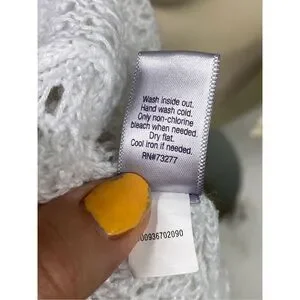 Wash inside out.
Hand wash cold.
Only non-chlorine
bleach when needed.
Dry flat.
Cool iron if needed.
RN#73277
000936702090